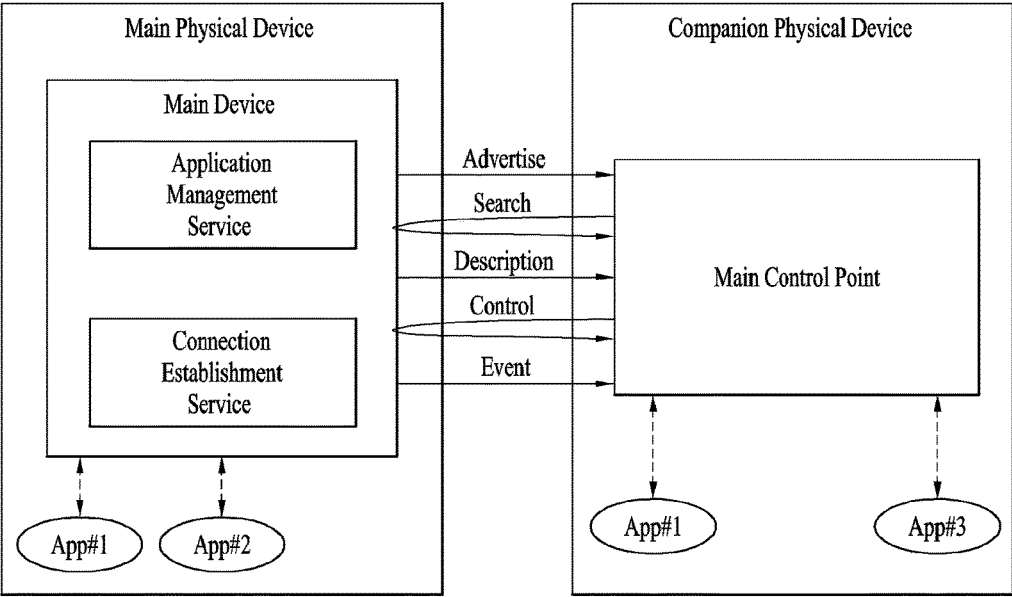 Main Physical Device
Main Device
Application
Management
Service
Connection
Establishment
Service
App#1
App#2
Advertise
Search
Description
Control
Event
Companion Physical Device
Main Control Point
App#1
App#3